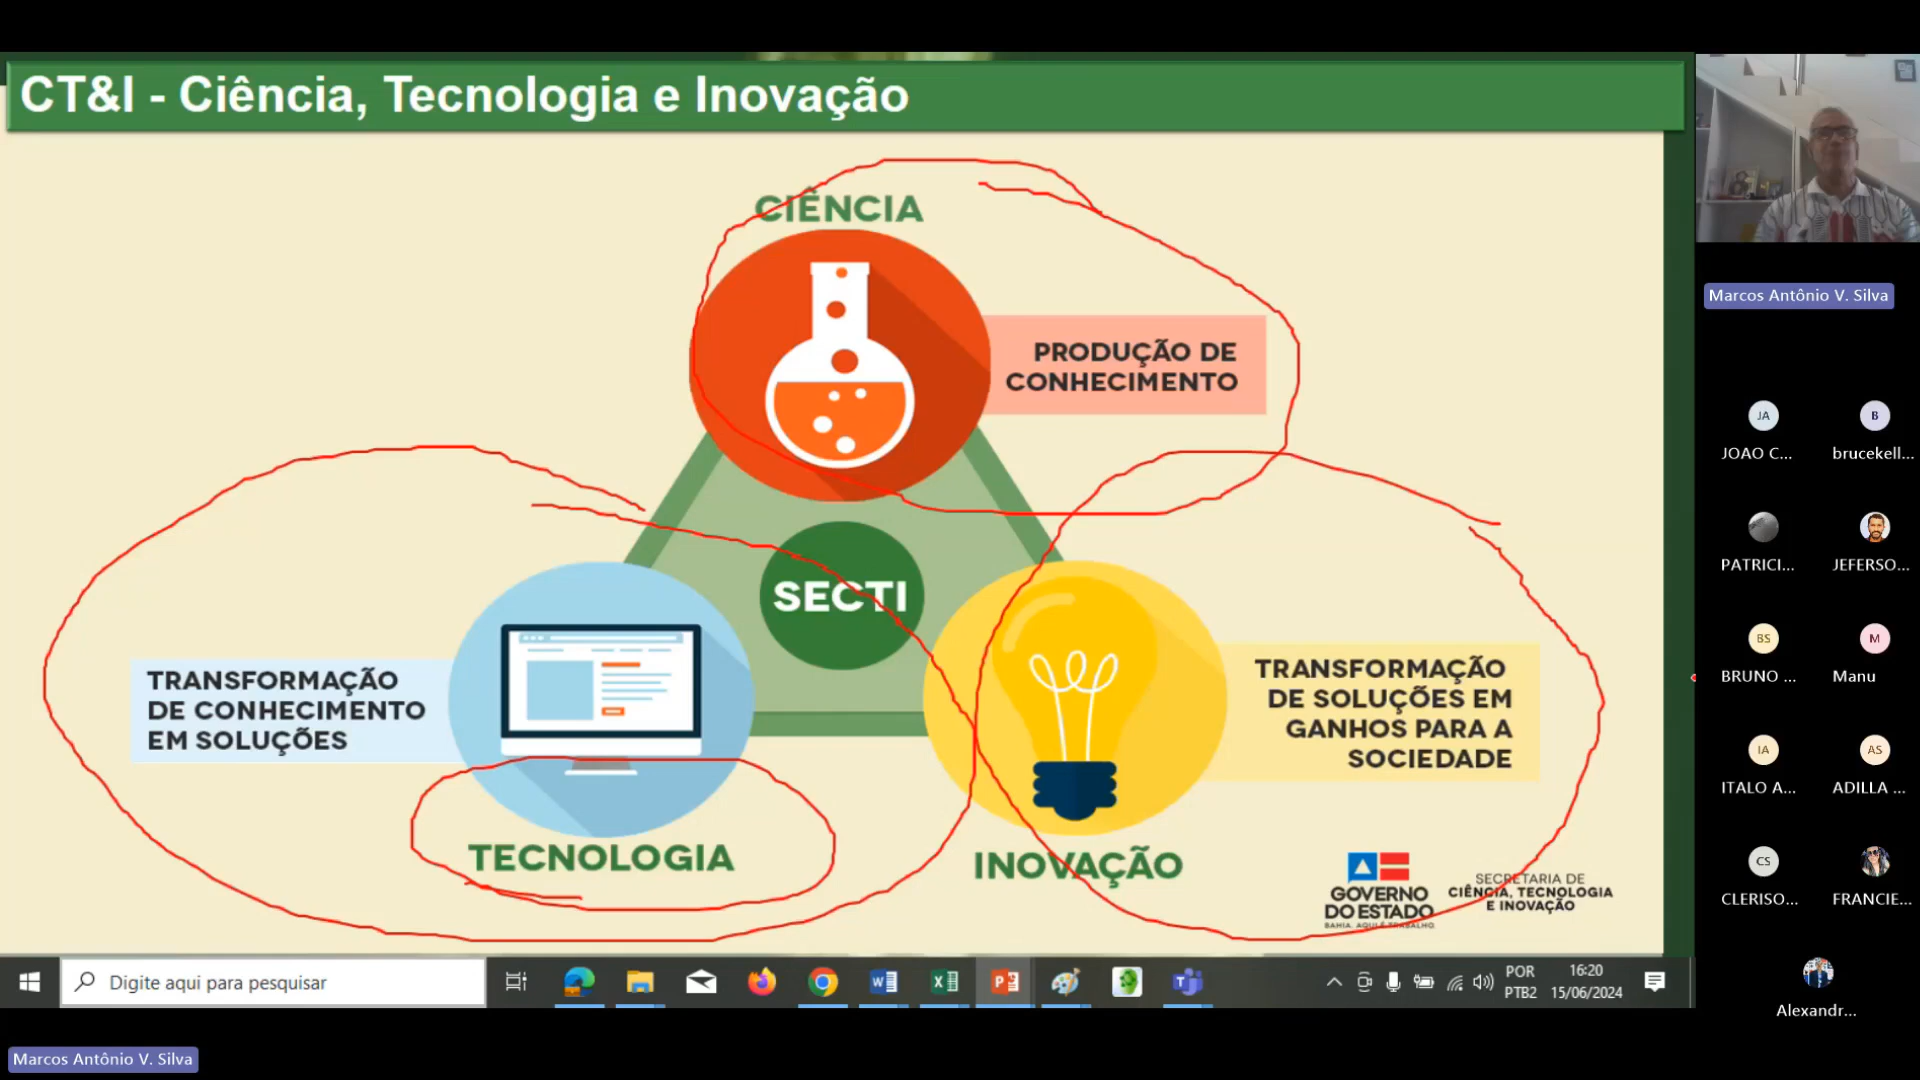 CT&I - Ciência, Tecnologia e Inovação
CIÊNCIA
PRODUÇÃO DE
CONHECIMENTO
SECTI
TRANSFORMAÇÃO
DE CONHECIMENTO
EM SOLUÇÕES
TECNOLOGIA
TRANSFORMAÇÃO
DE SOLUÇÕES EM
GANHOS PARA A
SOCIEDADE
INOVAÇÃO
GOVERNO
DO ESTADO
BAHIA. AQUI É TRABALHO.
SECRETARIA DE
CIÊNCIA, TECNOLOGIA
E INOVAÇÃO
Marcos Antônio V. Silva
JA
JOAO C...
B
brucekell...
PATRICI...
JEFERSO...
BS
BRUNO ...
M
Manu
IA
ITALO A...
AS
ADILLA ...
CS
CLERISO...
FRANCIE...
Alexandr...
Digite aqui para pesquisar
POR
PTB2
16:20
15/06/2024
Marcos Antônio V. Silva